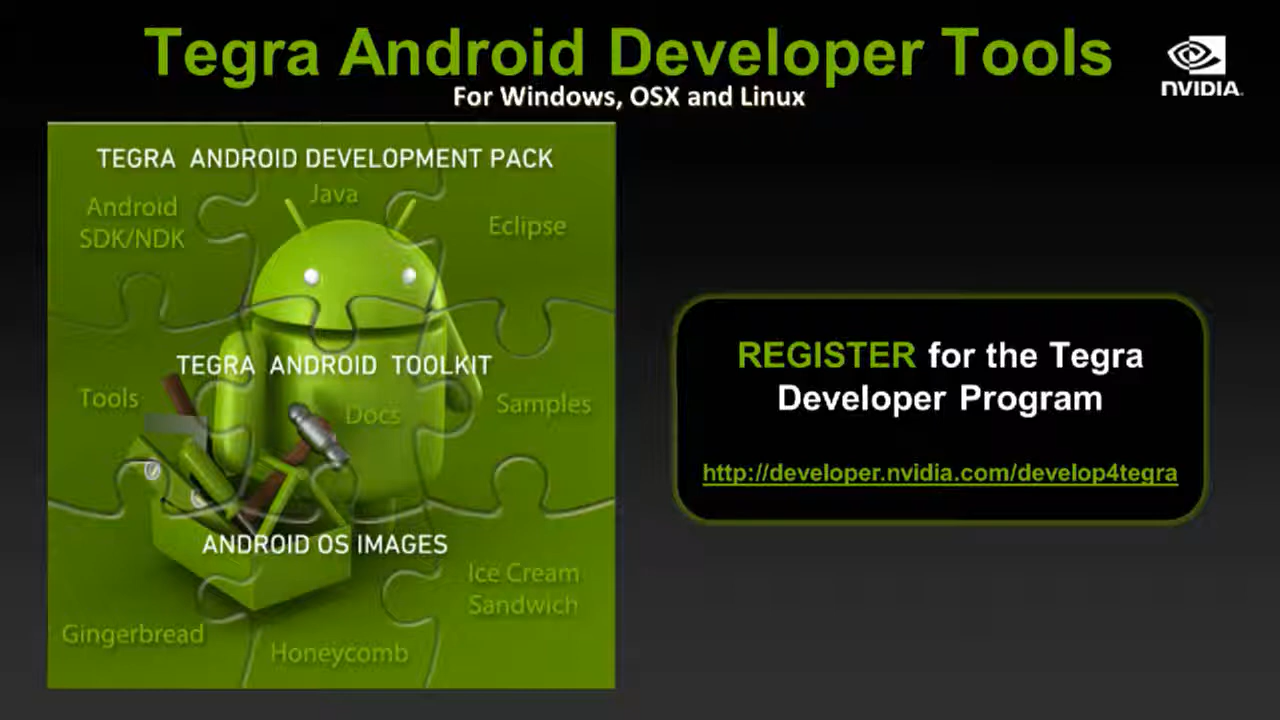 Tegra Android Developer Tools
For Windows, OSX and Linux
NVIDIA.
TEGRA ANDROID DEVELOPMENT PACK
Android
SDK/NDK
Java
Eclipse
TEGRA ANDROID TOOLKIT
Tools
Docs
Samples
ANDROID OS IMAGES
Gingerbread
Honeycomb
Ice Cream
Sandwich
REGISTER for the Tegra
Developer Program
http://developer.nvidia.com/develop4tegra